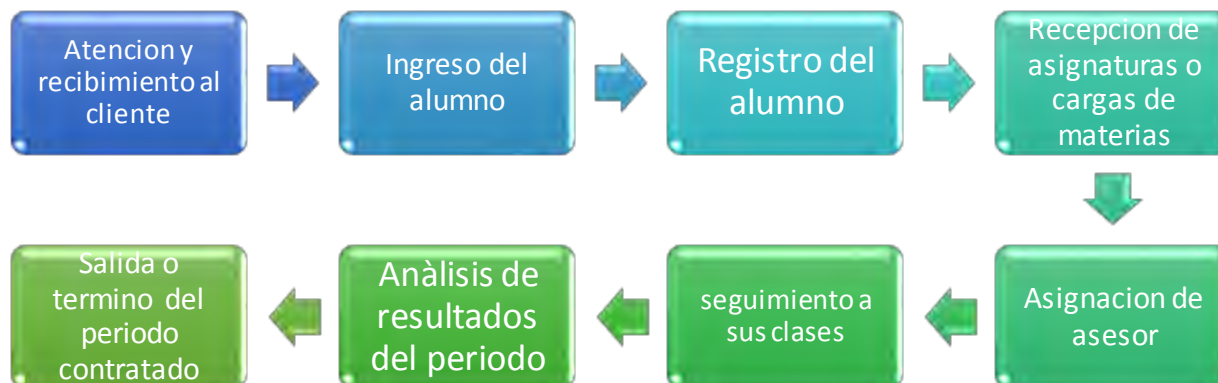 Atencion y
recibimiento al
cliente
Ingreso del
alumno
Registro del
alumno
Recepcion de
asignaturas o
cargas de
materias
Asignacion de
asesor
seguimiento a
sus clases
Anàlisis de
resultados
del periodo
Salida o
termino del
periodo
contratado